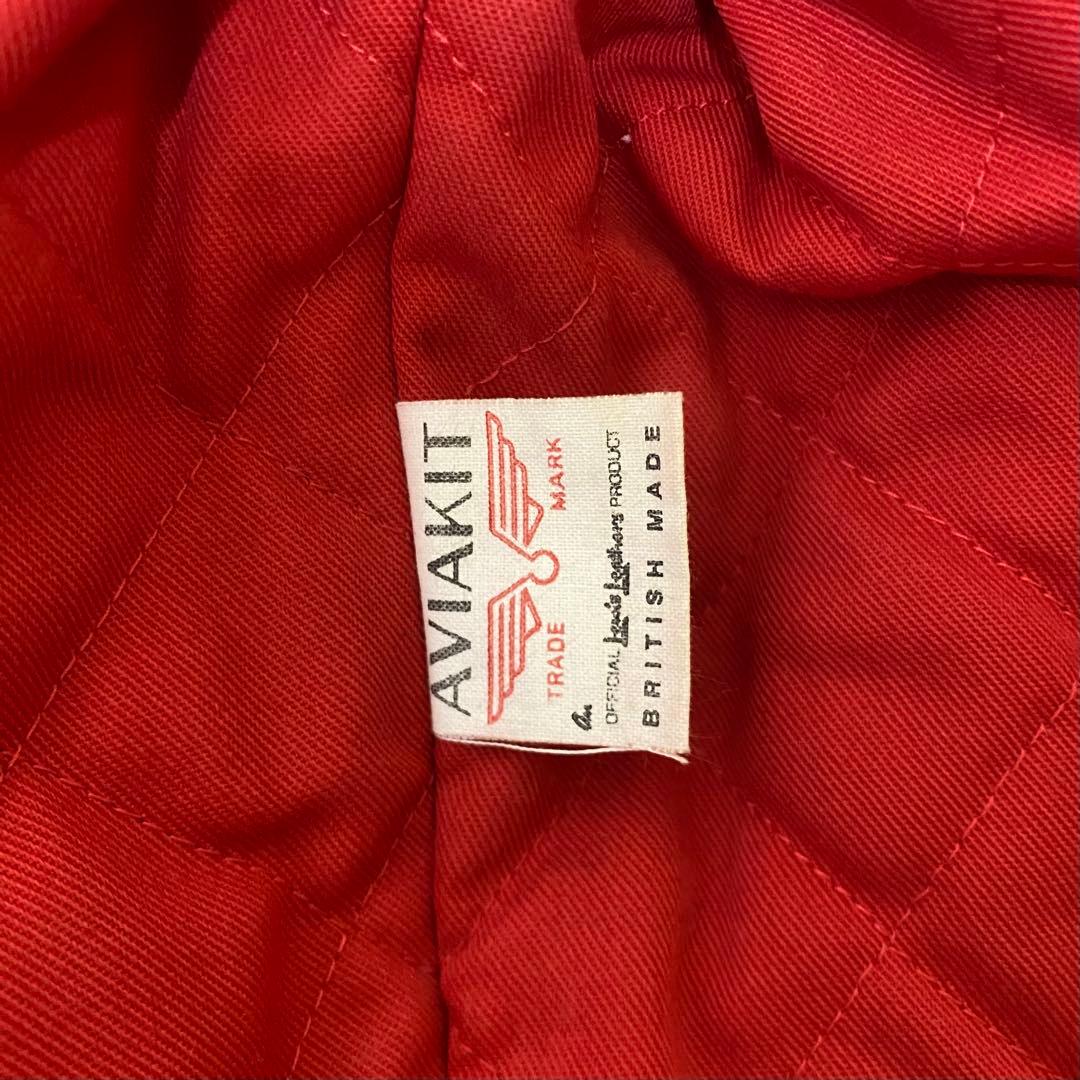 AVIAKIT
TRADE MARK
An
OFFICIAL Lewis Leathers PRODUCT
BRITISH MADE